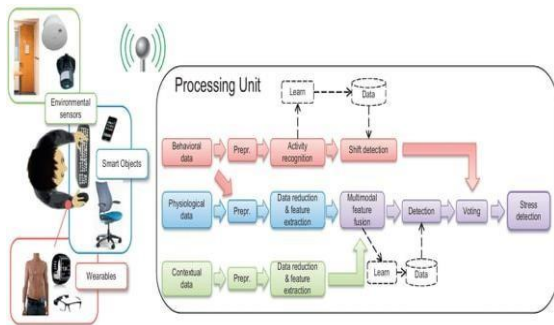 Processing Unit
Learn
Data
Environmental
sensors
Behavioral
data
Prepr.
Activity
recognition
Shift detection
Smart Objects
Physiological
data
Prepr.
Data reduction
& feature
extraction
Multimodal
feature
fusion
Detection
Voting
Stress
detection
Contextual
data
Prepr.
Data reduction
& feature
extraction
Learn
Data
Wearables